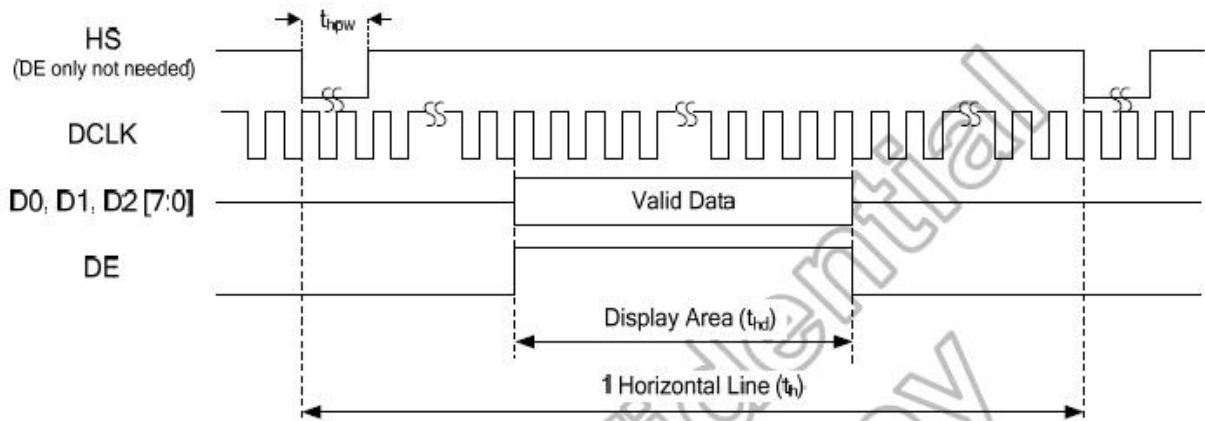 thpw
HS
(DE only not needed)
DCLK
D0, D1, D2 [7:0]
Valid Data
DE
Display Area (thd)
1 Horizontal Line (th)